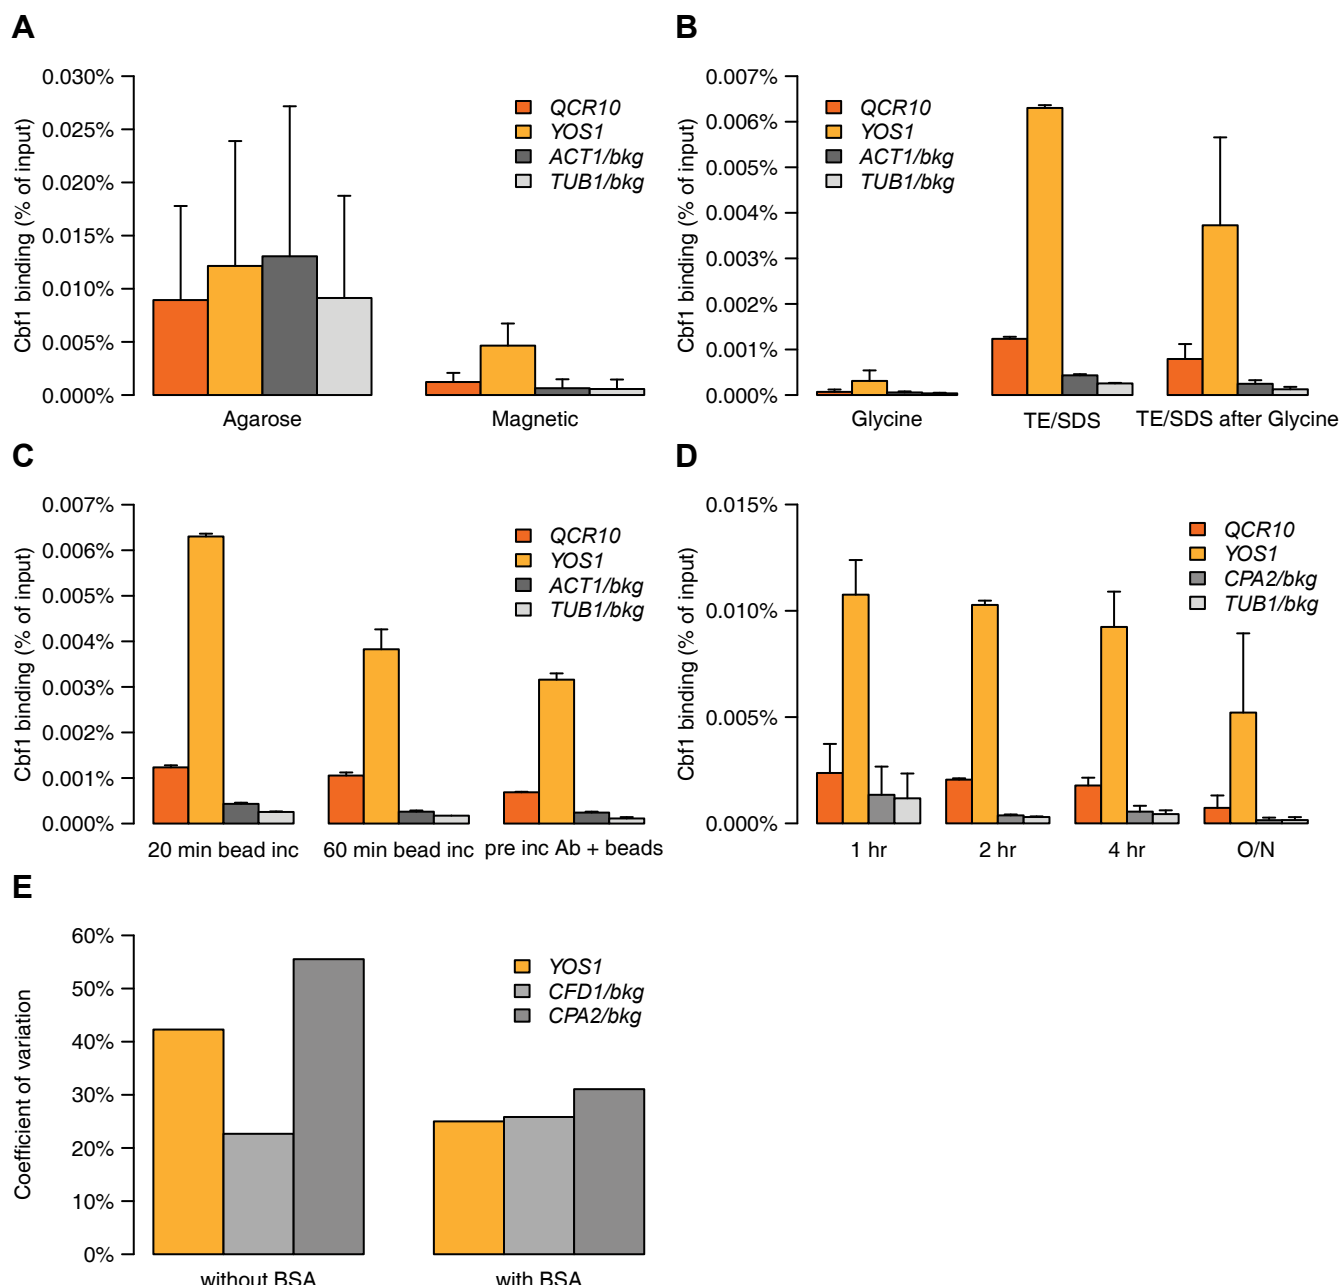 A
Cbf1 binding (% of input)
0.030%
0.025%
0.020%
0.015%
0.010%
0.005%
0.000%
QCR10
YOS1
ACT1/bkg
TUB1/bkg
Agarose
Magnetic
B
Cbf1 binding (% of input)
0.007%
0.006%
0.005%
0.004%
0.003%
0.002%
0.001%
0.000%
QCR10
YOS1
ACT1/bkg
TUB1/bkg
Glycine
TE/SDS
TE/SDS after Glycine
C
Cbf1 binding (% of input)
0.007%
0.006%
0.005%
0.004%
0.003%
0.002%
0.001%
0.000%
QCR10
YOS1
ACT1/bkg
TUB1/bkg
20 min bead inc
60 min bead inc
pre inc Ab + beads
D
Cbf1 binding (% of input)
0.015%
0.010%
0.005%
0.000%
QCR10
YOS1
CPA2/bkg
TUB1/bkg
1 hr
2 hr
4 hr
O/N
E
Coefficient of variation
60%
50%
40%
30%
20%
10%
0%
YOS1
CFD1/bkg
CPA2/bkg
without BSA
with BSA